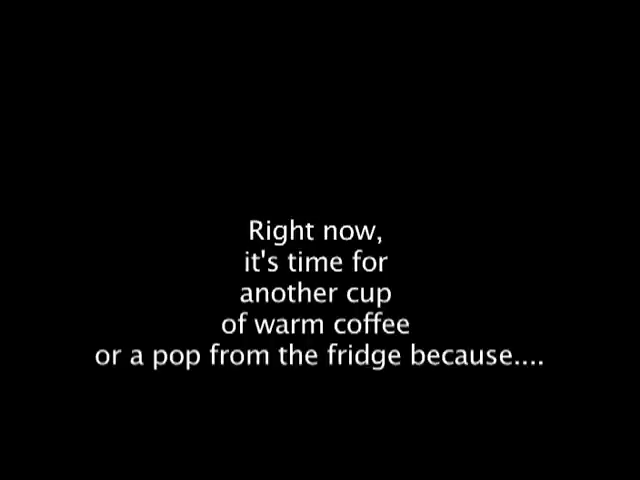 Right now,
it's time for
another cup
of warm coffee
or a pop from the fridge because....